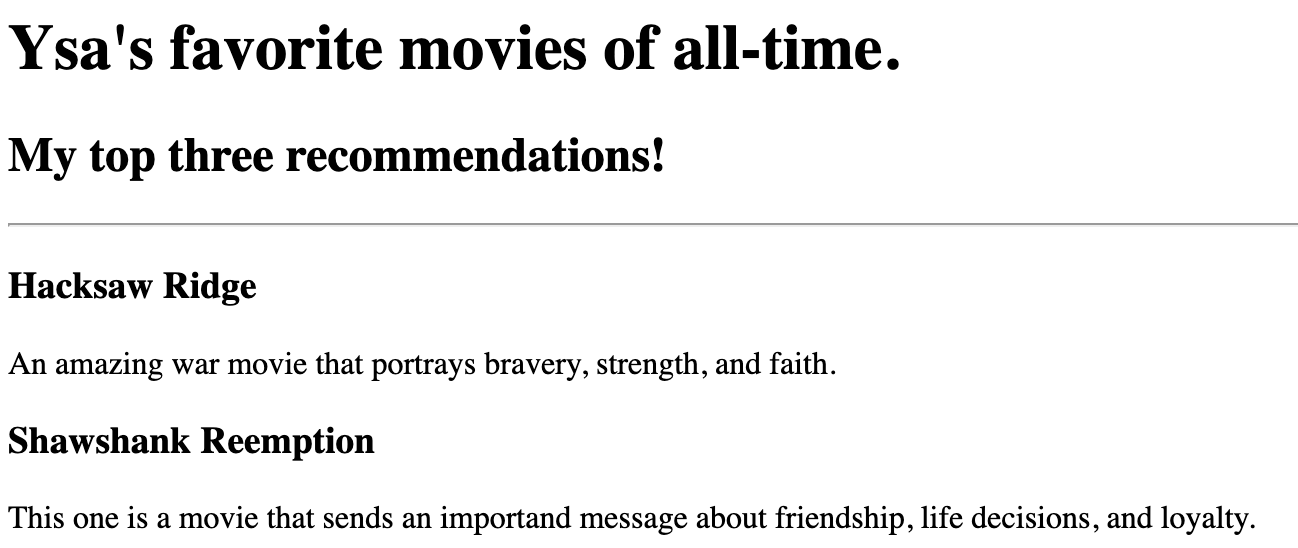 Ysa's favorite movies of all-time.
My top three recommendations!
Hacksaw Ridge
An amazing war movie that portrays bravery, strength, and faith.
Shawshank Reemption
This one is a movie that sends an importand message about friendship, life decisions, and loyalty.